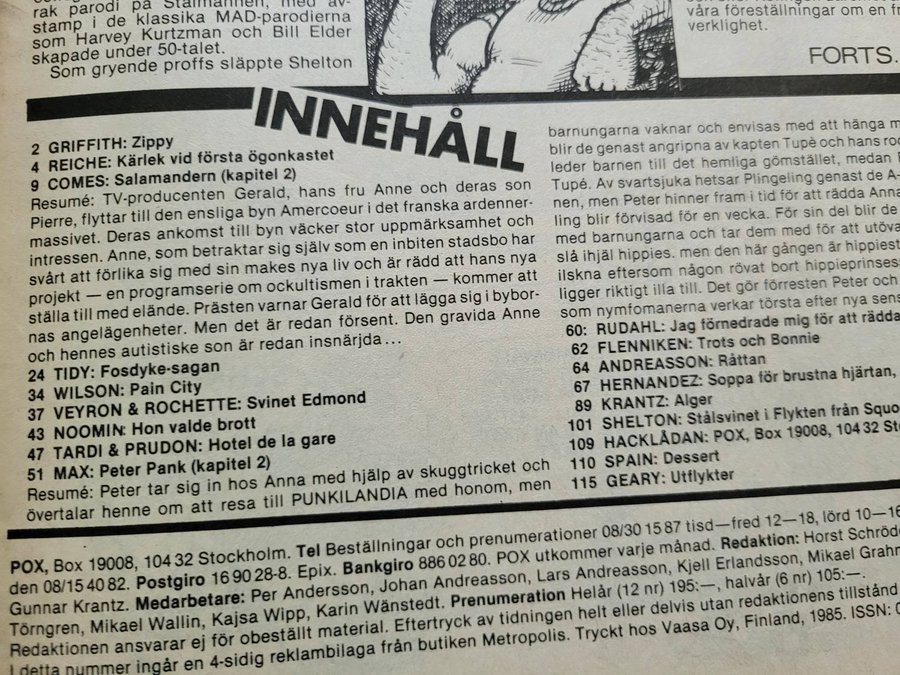 rak parodi på Stålmannen, med av-
stamp i de klassika MAD-parodierna
som Harvey Kurtzman och Bill Elder
skapade under 50-talet.
Som gryende proffs släppte Shelton
våra föreställningar om en
verklighet.
FORTS.
INNEHÅLL
2 GRIFFITH: Zippy
4 REICHE: Kärlek vid första ögonkastet
9 COMES: Salamandern (kapitel 2)
Resumé: TV-producenten Gerald, hans fru Anne och deras son
Pierre, flyttar till den ensliga byn Amercoeur i det franska ardenner-
massivet. Deras ankomst till byn väcker stor uppmärksamhet och
intressen. Anne, som betraktar sig själv som en inbiten stadsbo har
svårt att förlika sig med sin makes nya liv och är rädd att hans nya
projekt — en programserie om ockultismen i trakten — kommer att
ställa till med elände. Prästen varnar Gerald för att lägga sig i bybor-
nas angelägenheter. Men det är redan försent. Den gravida Anne
och hennes autistiske son är redan insnärjda...
24 TIDY: Fosdyke-sagan
34 WILSON: Pain City
37 VEYRON & ROCHETTE: Svinet Edmond
43 NOOMIN: Hon valde brott
47 TARDI & PRUDON: Hotel de la gare
51 MAX: Peter Pank (kapitel 2)
Resumé: Peter tar sig in hos Anna med hjälp av skuggtricket och
övertalar henne om att resa till PUNKILANDIA med honom, men
barnungarna vaknar och envisas med att hänga
blir de genast angripna av kapten Tupè och hans
leder barnen till det hemliga gömstället, medan
Tupé. Av svartsjuka hetsar Plingeling genast de A-
nen, men Peter hinner fram i tid för att rädda Anna
ling blir förvisad för en vecka. För sin del blir de
med barnungarna och tar dem med för att utöva
slå ihjäl hippies. men den här gången är
ilskna eftersom någon rövat bort
ligger riktigt illa till. Det gör förresten Peter och
som nymfomanerna verkar törsta efter nya
60: RUDAHL: Jag förnedrade mig för att rädda
62 FLENNIKEN: Trots och Bonnie
64 ANDREASSON: Råttan
67 HERNANDEZ: Soppa för brustna hjärtan,
89 KRANTZ: Alger
101 SHELTON: Stålsvinet i Flykten från
109 HACKLÅDAN: POX, Box 19008, 104 32
110 SPAIN: Dessert
115 GEARY: Utflykter
POX, Box 19008, 104 32 Stockholm. Tel Beställningar och prenumerationer 08/30 15 87 tisd—fred 12—18, lörd 10—16
den 08/15 40 82. Postgiro 16 90 28-8. Epix. Bankgiro 886 02 80. POX utkommer varje månad. Redaktion: Horst
Gunnar Krantz. Medarbetare: Per Andersson, Johan Andreasson, Lars Andreasson, Kjell Erlandsson, Mikael
Törngren, Mikael Wallin, Kajsa Wipp, Karin Wänstedt. Prenumeration Helår (12 nr) 195:—, halvår (6 nr) 105:—.
Redaktionen ansvarar ej för obeställt material. Eftertryck av tidningen helt eller delvis utan redaktionens tillstånd
I detta nummer ingår en 4-sidig reklambilaga från butiken Metropolis. Tryckt hos Vaasa Oy, Finland, 1985. ISSN: